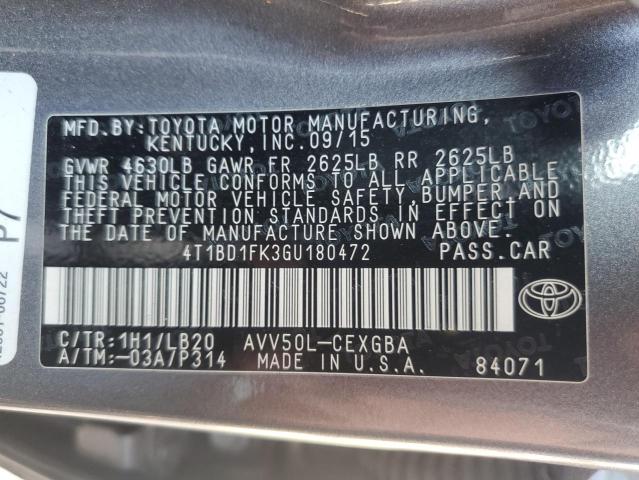 MFD.BY:TOYOTA MOTOR MANUFACTURING,
KENTUCKY, INC.09/15
GVWR 4630LB GAWR FR 2625LB RR 2625LB
THIS VEHICLE CONFORMS TO ALL APPLICABLE
FEDERAL MOTOR VEHICLE SAFETY,BUMPER,AND
THEFT PREVENTION STANDARDS IN EFFECT ON
THE DATE OF MANUFACTURE SHOWN ABOVE.
4T1BD1FK3GU180472 PASS.CAR
C/TR:1H1/LB20 AVV50L-CEXGBA
A/TM:-03A7P314 MADE IN U.S.A. 84071
TOYOTA
P7